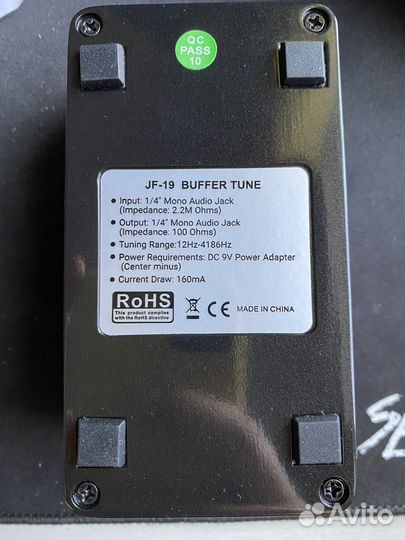 QC
PASS
10
JF-19 BUFFER TUNE
• Input: 1/4" Mono Audio Jack
(Impedance: 2.2M Ohms)
• Output: 1/4" Mono Audio Jack
(Impedance: 100 Ohms)
• Tuning Range:12Hz-4186Hz
• Power Requirements: DC 9V Power Adapter
(Center minus)
• Current Draw: 160mA
RoHS
This product complies
with the RoHS directive
CE
MADE IN CHINA
Avito